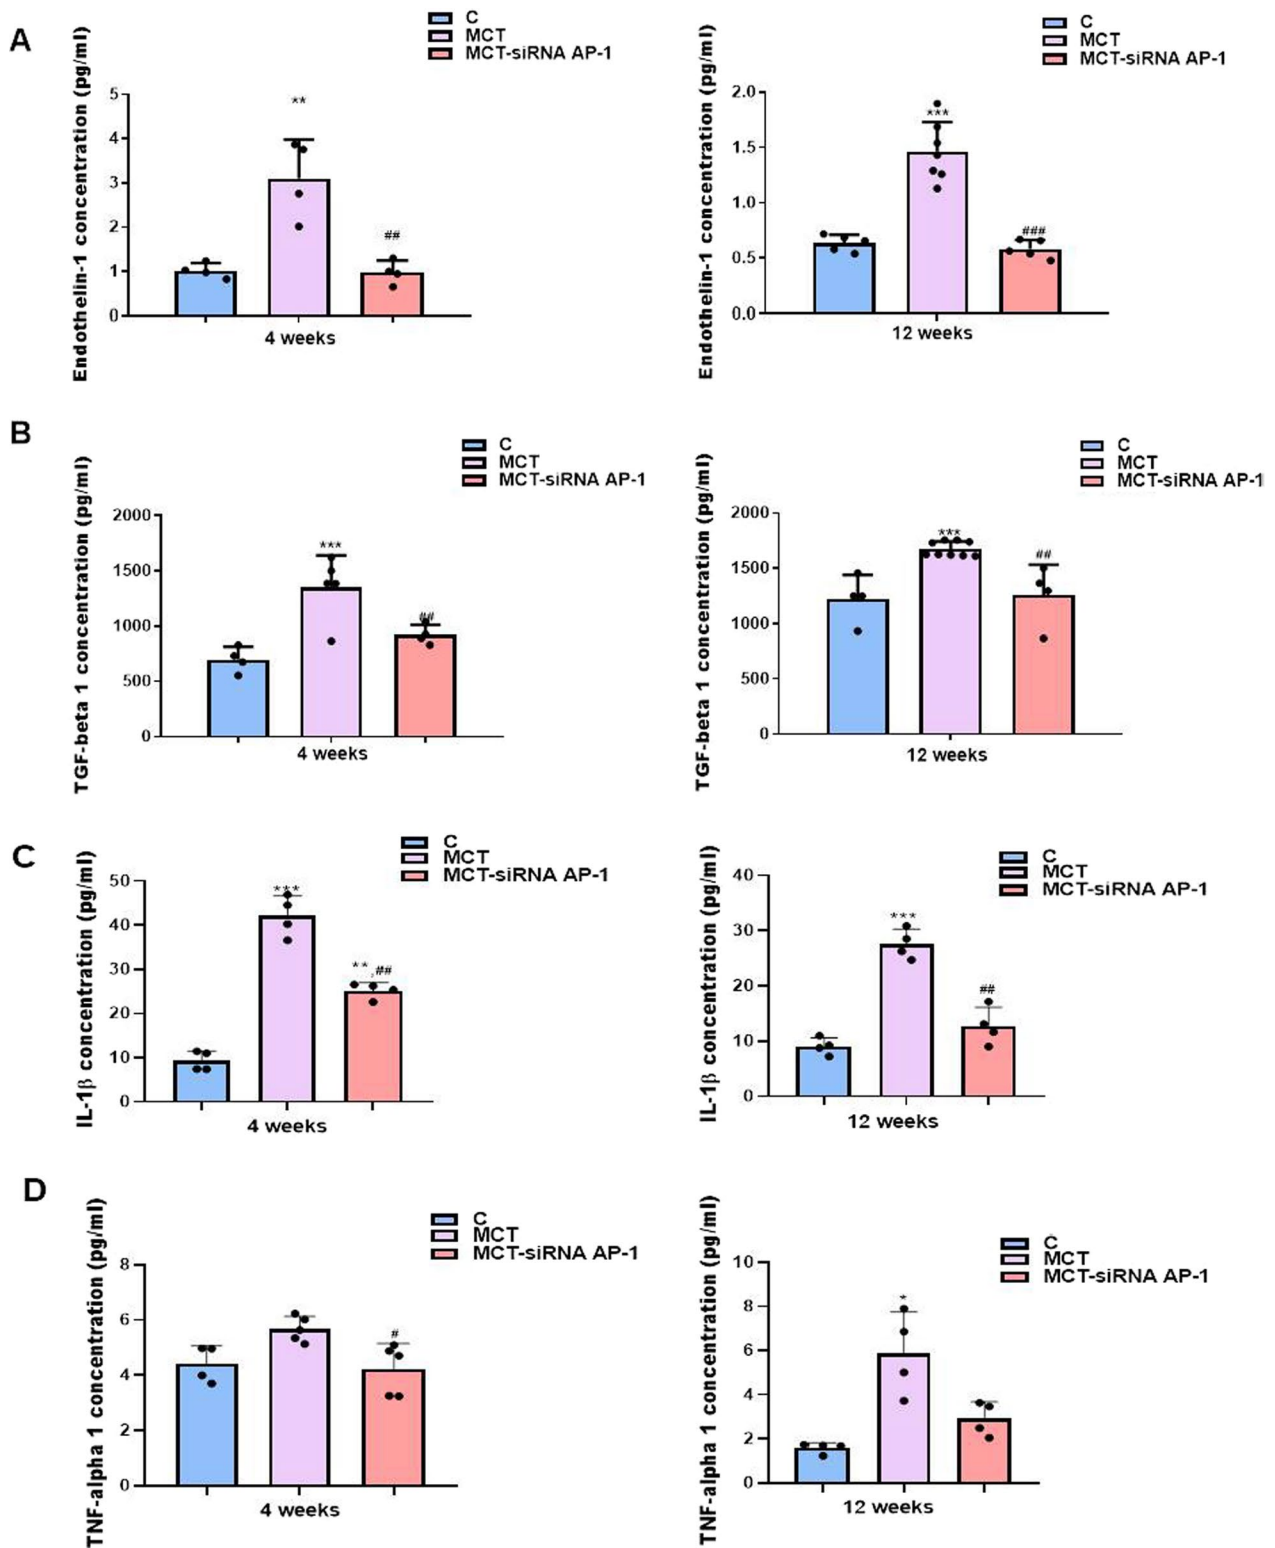 A
Endothelin-1 concentration (pg/ml)
C
MCT
MCT-siRNA AP-1
5
4
3
2
1
0
**
##
4 weeks
Endothelin-1 concentration (pg/ml)
C
MCT
MCT-siRNA AP-1
2.0
1.5
1.0
0.5
0.0
***
###
12 weeks
B
TGF-beta 1 concentration (pg/ml)
C
MCT
MCT-siRNA AP-1
2000
1500
1000
500
0
***
##
4 weeks
TGF-beta 1 concentration (pg/ml)
C
MCT
MCT-siRNA AP-1
2000
1500
1000
500
0
***
##
12 weeks
C
IL-1β concentration (pg/ml)
C
MCT
MCT-siRNA AP-1
50
40
30
20
10
0
***
**,##
4 weeks
IL-1β concentration (pg/ml)
C
MCT
MCT-siRNA AP-1
40
30
20
10
0
***
##
12 weeks
D
TNF-alpha 1 concentration (pg/ml)
C
MCT
MCT-siRNA AP-1
8
6
4
2
0
#
4 weeks
TNF-alpha 1 concentration (pg/ml)
C
MCT
MCT-siRNA AP-1
10
8
6
4
2
0
*
12 weeks